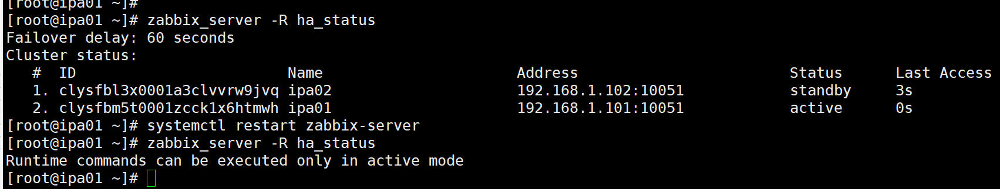 [root@ipa01 ~]#
[root@ipa01 ~]# zabbix_server -R ha_status
Failover delay: 60 seconds
Cluster status:
   #  ID                        Name                      Address                        Status      Last Access
   1. clysfbl3x0001a3clvvrw9jvq ipa02                     192.168.1.102:10051            standby     3s
   2. clysfbm5t0001zcck1x6htmwh ipa01                     192.168.1.101:10051            active      0s
[root@ipa01 ~]# systemctl restart zabbix-server
[root@ipa01 ~]# zabbix_server -R ha_status
Runtime commands can be executed only in active mode
[root@ipa01 ~]#